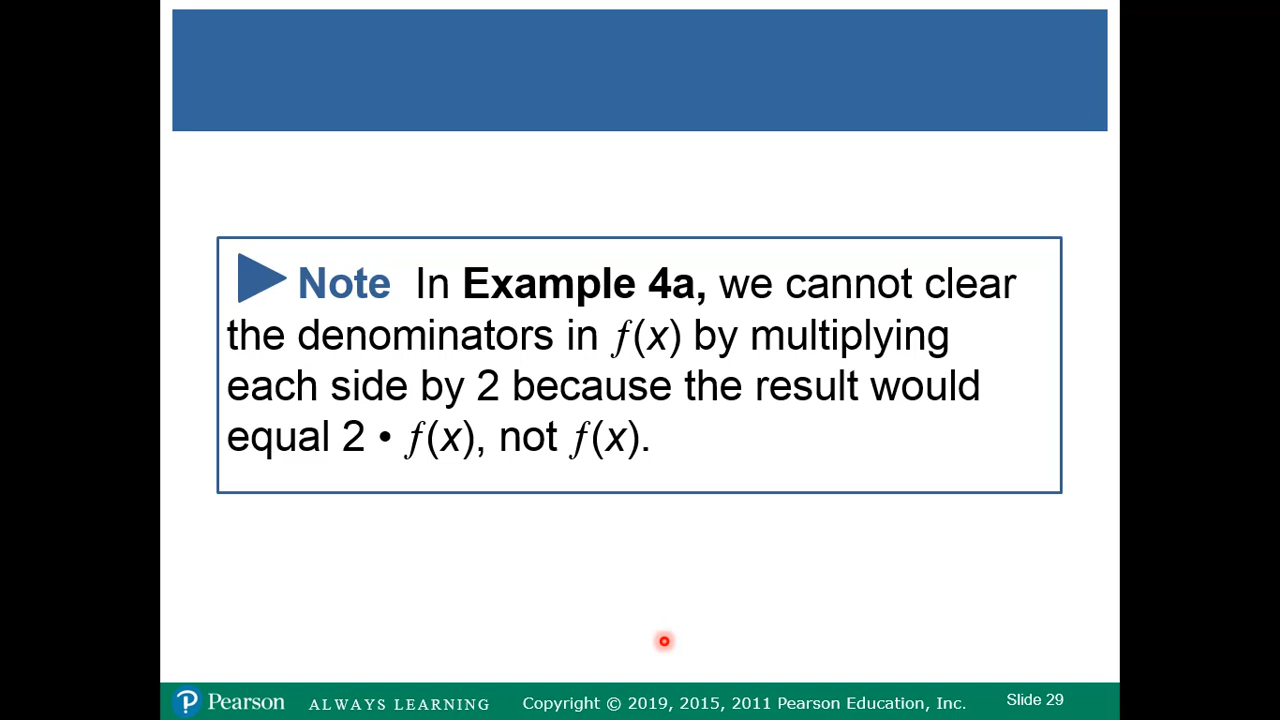 Note In Example 4a, we cannot clear
the denominators in f(x) by multiplying
each side by 2 because the result would
equal 2 • f(x), not f(x).
Pearson ALWAYS LEARNING Copyright © 2019, 2015, 2011 Pearson Education, Inc. Slide 29